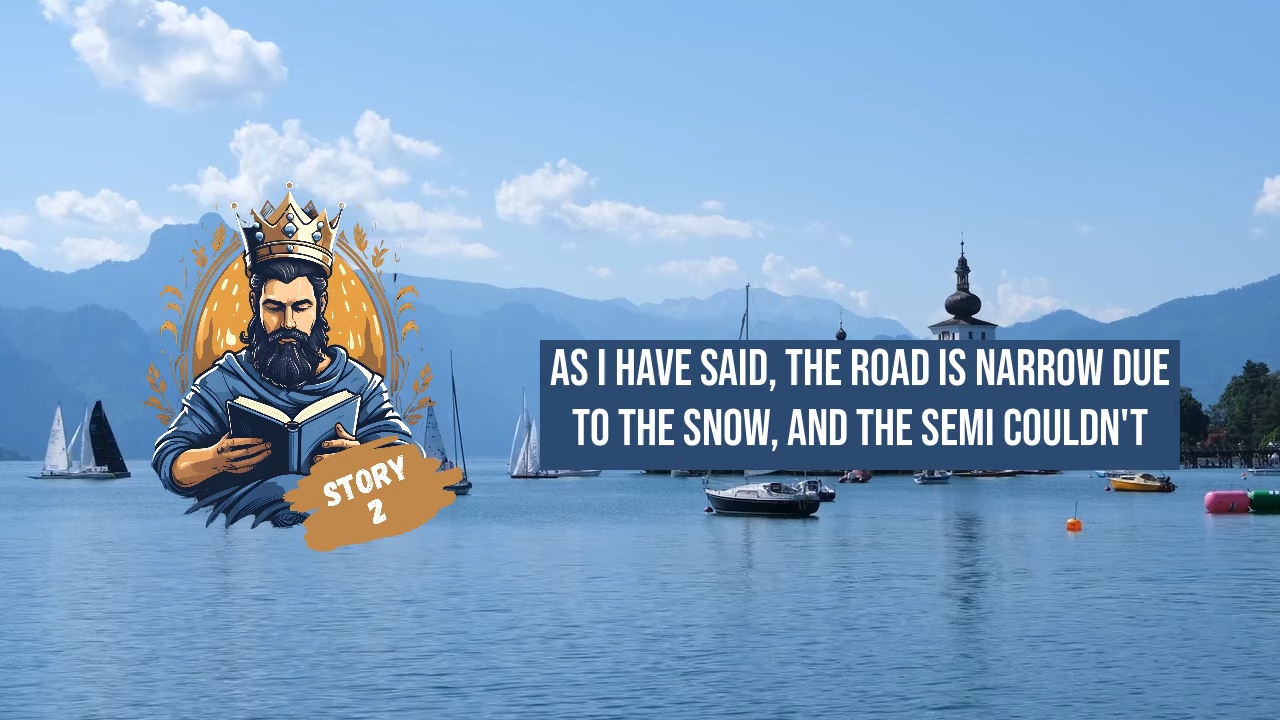 AS I HAVE SAID, THE ROAD IS NARROW DUE
TO THE SNOW, AND THE SEMI COULDN'T
STORY
2